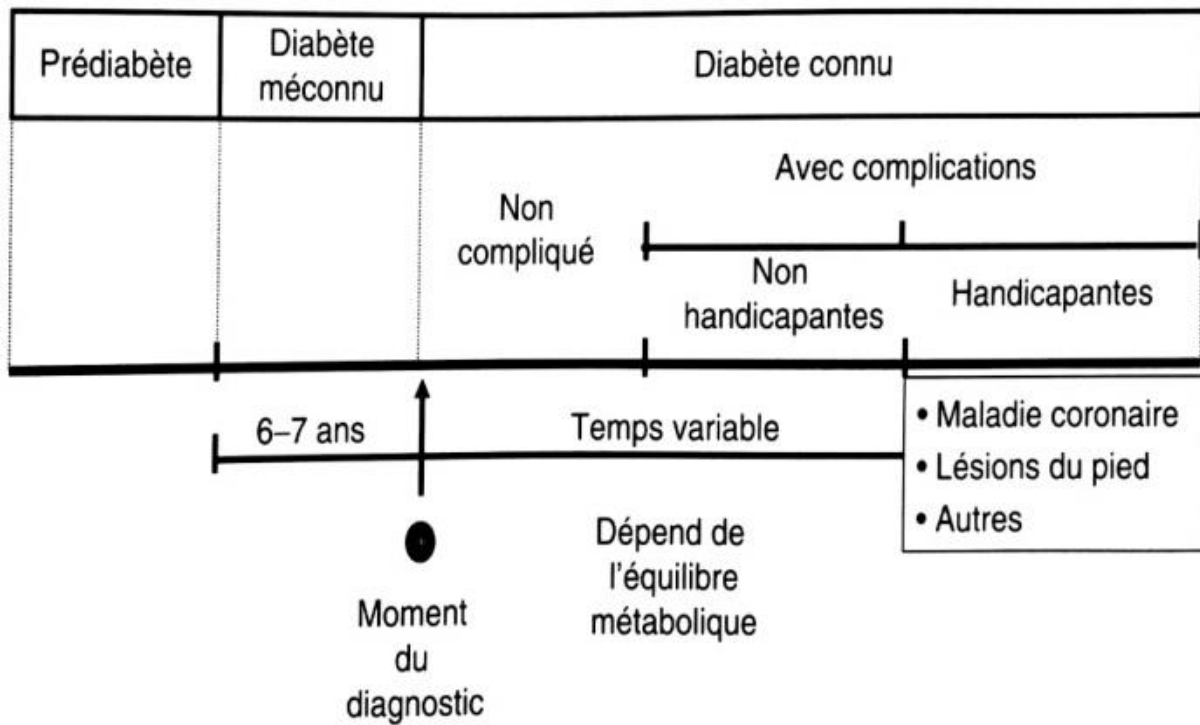 Prédiabète
Diabète
méconnu
Diabète connu
Avec complications
Non
compliqué
Non
handicapantes
Handicapantes
6–7 ans
Temps variable
• Maladie coronaire
• Lésions du pied
• Autres
Dépend de
l'équilibre
métabolique
Moment
du
diagnostic